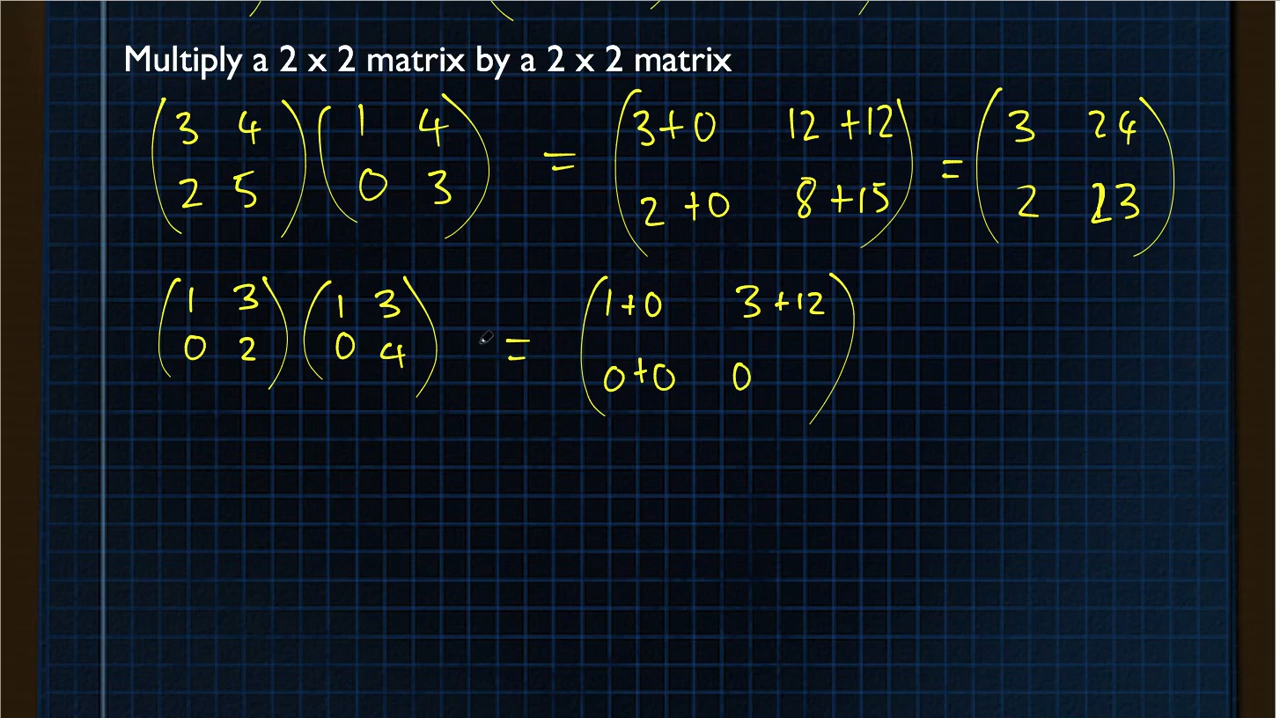 Multiply a 2 x 2 matrix by a 2 x 2 matrix
(3 4) (1 4) = (3+0 12+12) = (3 24)
(2 5) (0 3) (2+0 8+15) (2 23)
(1 3) (1 3) = (1+0 3+12)
(0 2) (0 4) (0+0 0 )